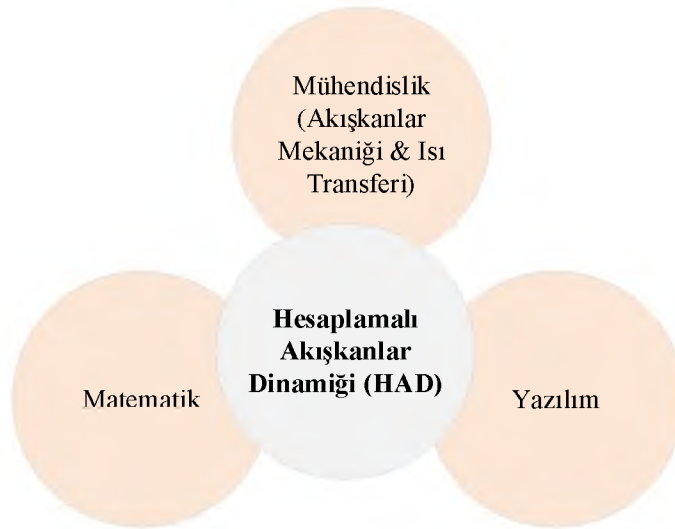 Mühendislik
(Akışkanlar
Mekaniği & Isı
Transferi)
Hesaplamalı
Akışkanlar
Dinamiği (HAD)
Matematik
Yazılım